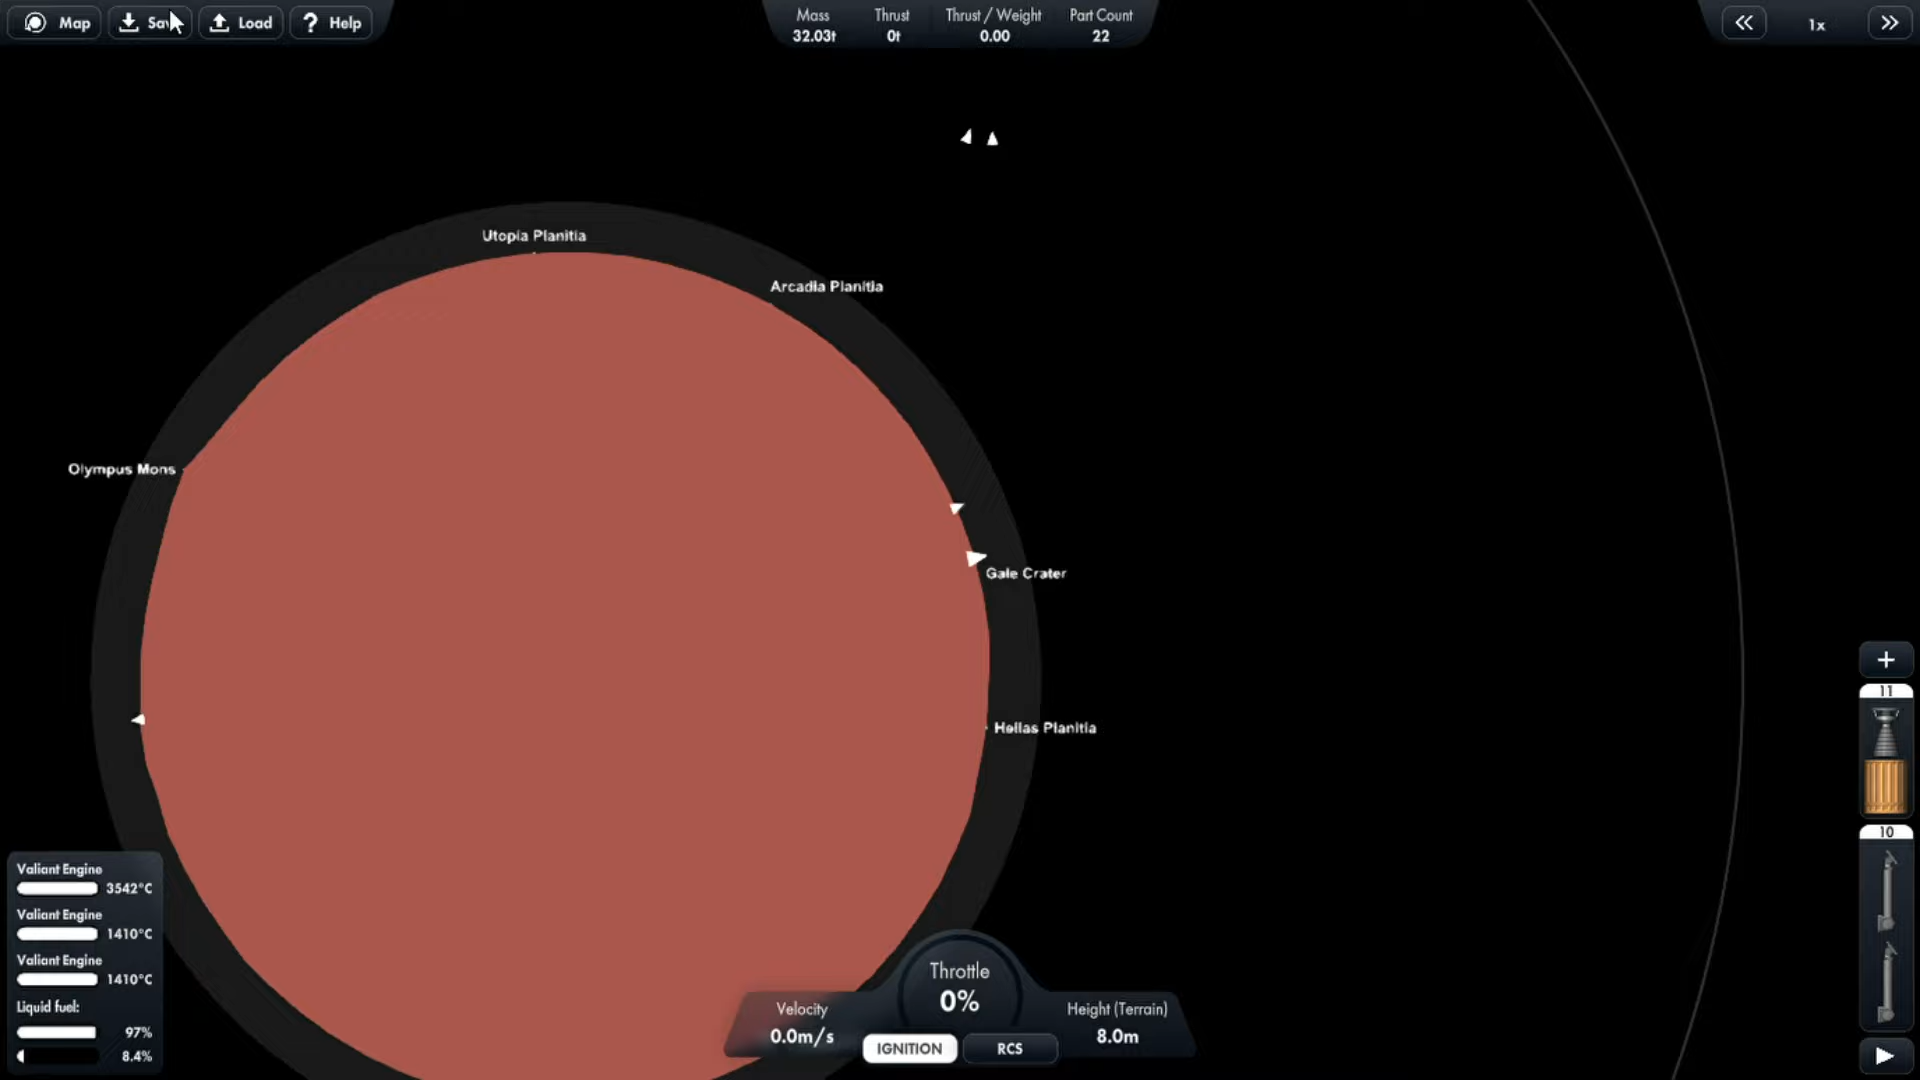 Map
Save
Load
? Help
Mass
32.03t
Thrust
0t
Thrust / Weight
0.00
Part Count
22
1x
Utopia Planitia
Arcadia Planitia
Olympus Mons
Gale Crater
Hellas Planitia
11
10
Valiant Engine
3542°C
Valiant Engine
1410°C
Valiant Engine
1410°C
Liquid fuel:
97%
8.4%
Throttle
0%
Velocity
0.0m/s
Height (Terrain)
8.0m
IGNITION
RCS